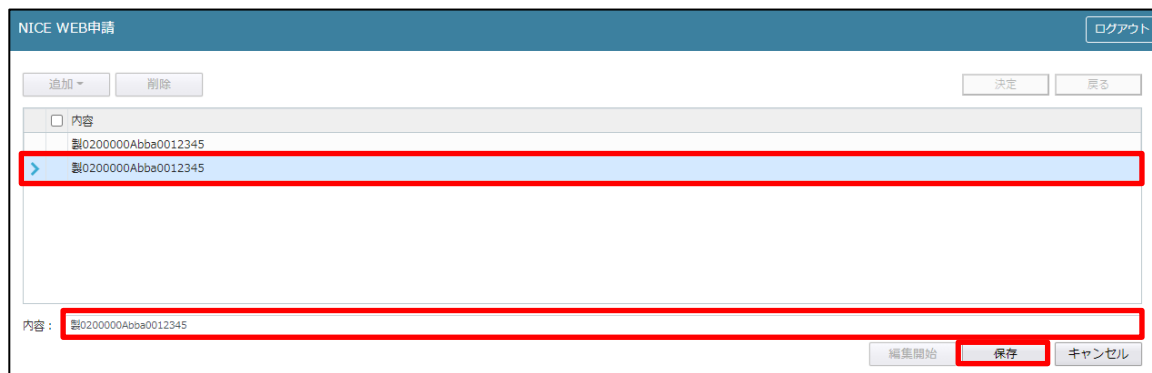 NICE WEB申請 ログアウト
追加 削除 決定 戻る
内容
製0200000Abba0012345
製0200000Abba0012345
内容： 製0200000Abba0012345
編集開始 保存 キャンセル